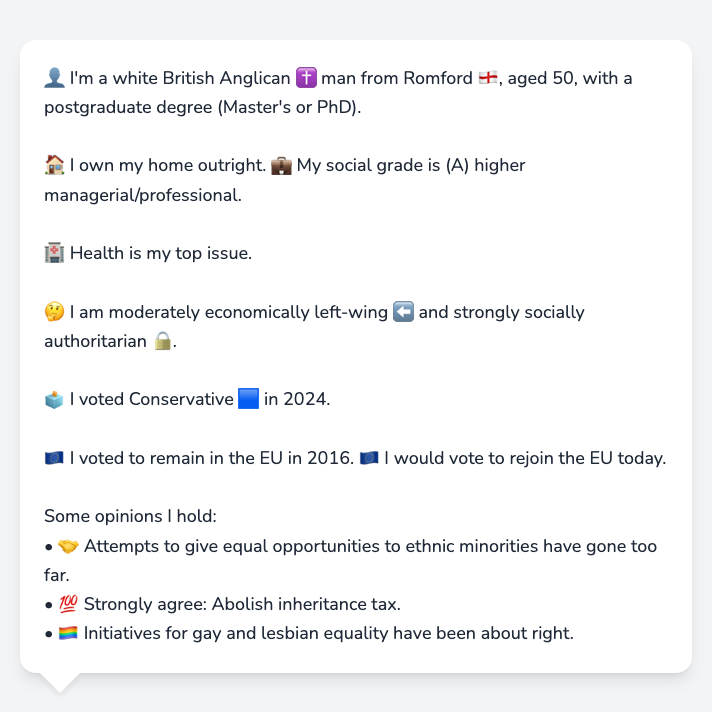 👤 I'm a white British Anglican ✝️ man from Romford 🏴󠁧󠁢󠁥󠁮󠁧󠁿, aged 50, with a
postgraduate degree (Master's or PhD).
🏠 I own my home outright. 💼 My social grade is (A) higher
managerial/professional.
🏥 Health is my top issue.
🤔 I am moderately economically left-wing ⬅️ and strongly socially
authoritarian 🔒.
🗳️ I voted Conservative 🟦 in 2024.
🇪🇺 I voted to remain in the EU in 2016. 🇪🇺 I would vote to rejoin the EU today.
Some opinions I hold:
• 🤝 Attempts to give equal opportunities to ethnic minorities have gone too
far.
• 💯 Strongly agree: Abolish inheritance tax.
• 🏳️‍🌈 Initiatives for gay and lesbian equality have been about right.